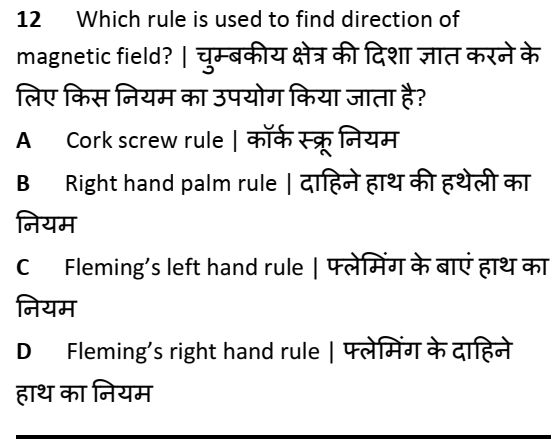 12 Which rule is used to find direction of
magnetic field? | चुम्बकीय क्षेत्र की दिशा ज्ञात करने के
लिए किस नियम का उपयोग किया जाता है?
A Cork screw rule | कॉर्क स्क्रू नियम
B Right hand palm rule | दाहिने हाथ की हथेली का
नियम
C Fleming’s left hand rule | फ्लेमिंग के बाएं हाथ का
नियम
D Fleming’s right hand rule | फ्लेमिंग के दाहिने
हाथ का नियम